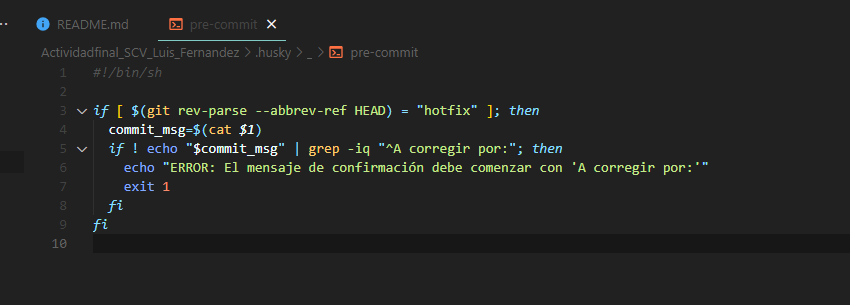 README.md pre-commit
Actividadfinal_SCV_Luis_Fernandez > .husky > _ > pre-commit
1 #!/bin/sh
2
3 if [ $(git rev-parse --abbrev-ref HEAD) = "hotfix" ]; then
4 commit_msg=$(cat $1)
5 if ! echo "$commit_msg" | grep -iq "^A corregir por:"; then
6 echo "ERROR: El mensaje de confirmación debe comenzar con 'A corregir por:'"
7 exit 1
8 fi
9 fi
10